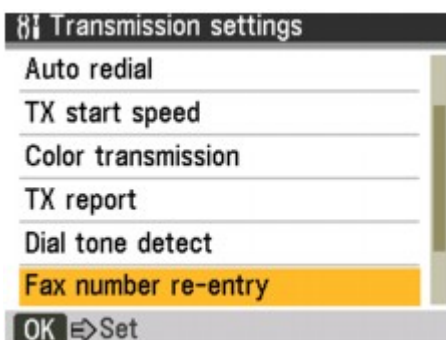 Transmission settings
Auto redial
TX start speed
Color transmission
TX report
Dial tone detect
Fax number re-entry
OK Set